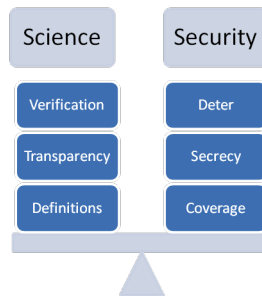 Science
Security
Verification
Deter
Transparency
Secrecy
Definitions
Coverage